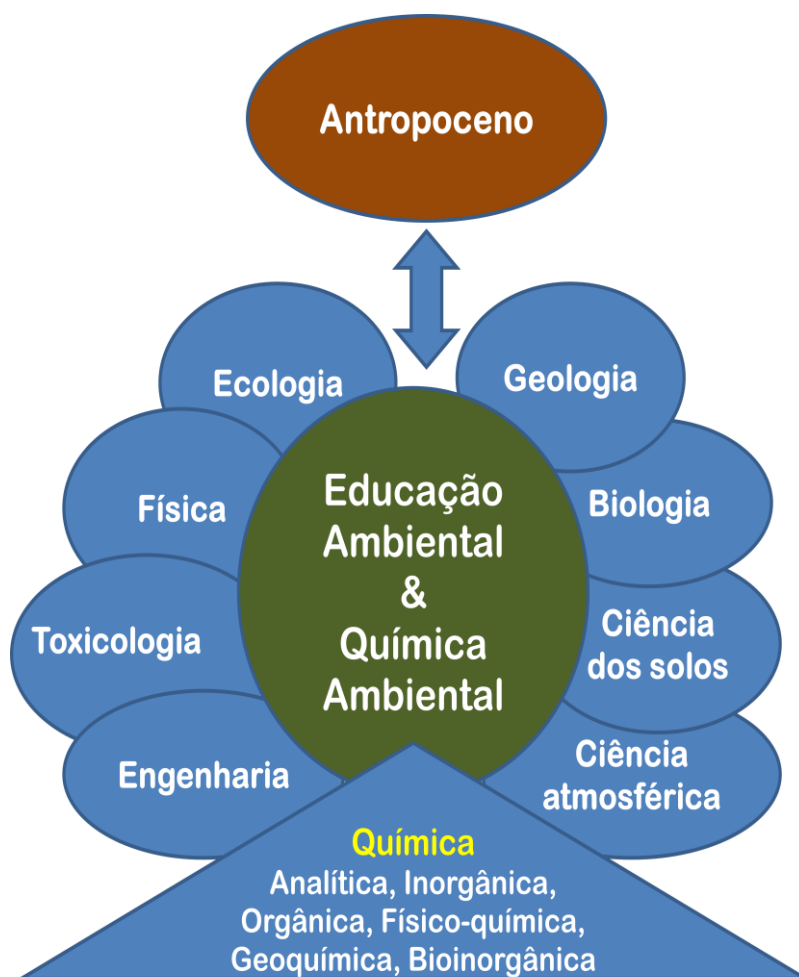 Antropoceno
Ecologia
Geologia
Física
Biologia
Educação
Ambiental
&
Química
Ambiental
Toxicologia
Ciência
dos solos
Engenharia
Ciência
atmosférica
Química
Analítica, Inorgânica,
Orgânica, Físico-química,
Geoquímica, Bioinorgânica